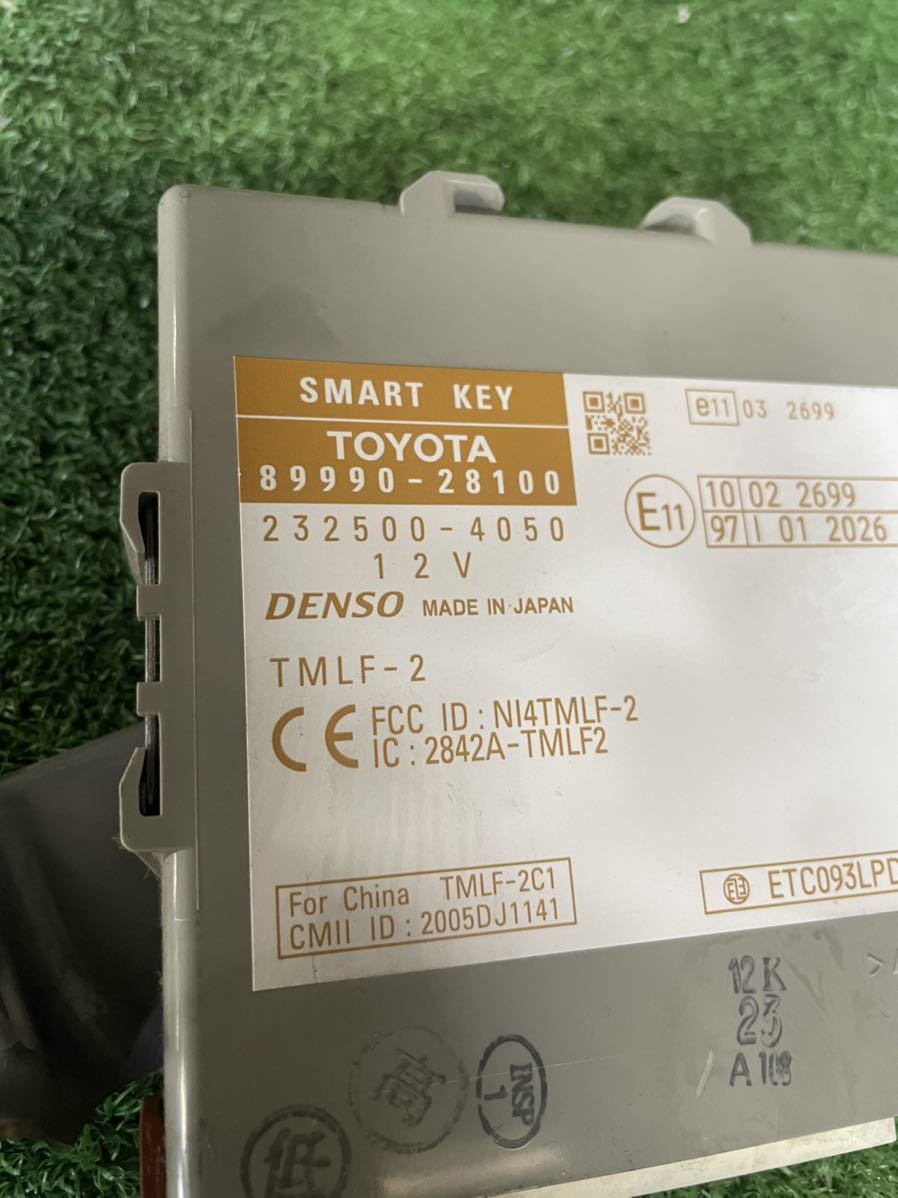 SMART KEY
TOYOTA
89990-28100
232500-4050
12V
DENSO MADE IN JAPAN
TMLF-2
CE FCC ID : NI4TMLF-2
IC : 2842A-TMLF2
For China TMLF-2C1
CMII ID : 2005DJ1141
e11 03 2699
E11
10 02 2699
97 I 01 2026
ETC093LPD
12K
23
A 108
INSP
1